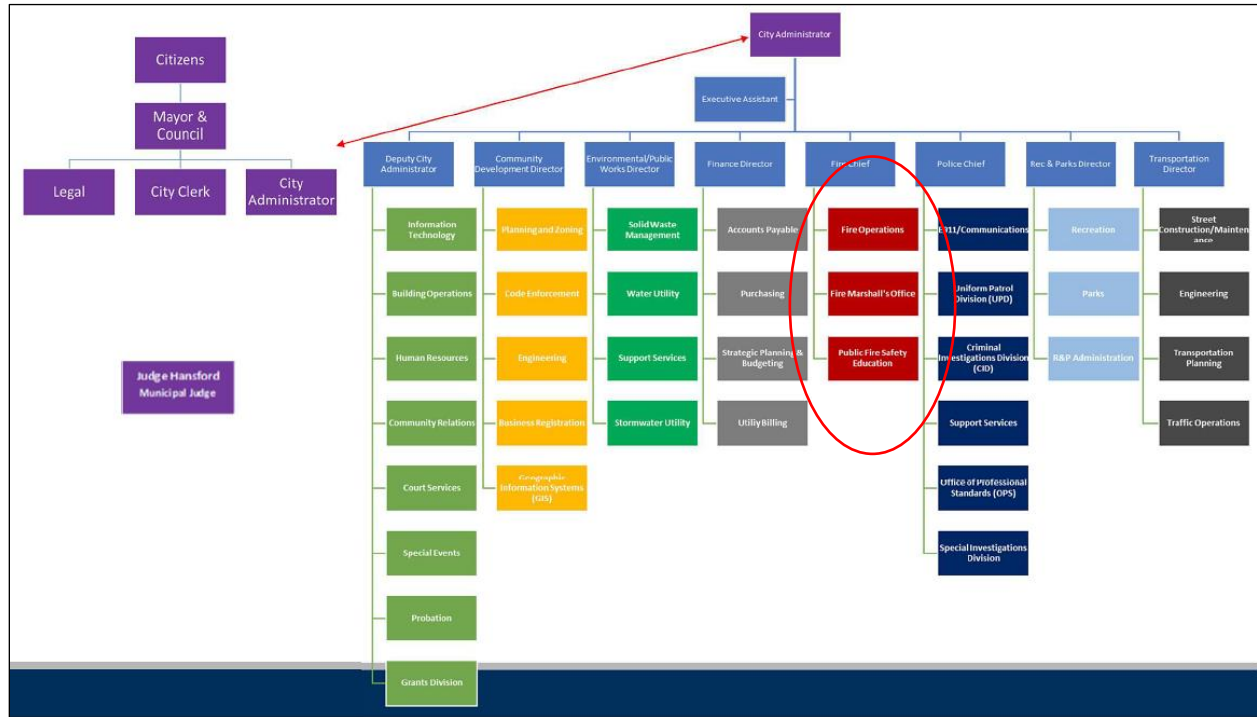 City Administrator
Citizens
Executive Assistant
Mayor &
Council
Legal
City Clerk
City
Administrator
Deputy City
Administrator
Community
Development Director
Environmental/Public
Works Director
Finance Director
Fire Chief
Police Chief
Rec & Parks Director
Transportation
Director
Information
Technology
Building Operations
Human Resources
Community Relations
Court Services
Special Events
Probation
Grants Division
Planning and Zoning
Code Enforcement
Engineering
Business Registration
Geographic
Information Systems
(GIS)
Solid Waste
Management
Water Utility
Support Services
Stormwater Utility
Accounts Payable
Purchasing
Strategic Planning &
Budgeting
Utiliy Billing
Fire Operations
Fire Marshall's Office
Public Fire Safety
Education
E911/Communications
Uniform Patrol
Division (UPD)
Criminal
Investigations Division
(CID)
Support Services
Office of Professional
Standards (OPS)
Special Investigations
Division
Recreation
Parks
R&P Administration
Street
Construction/Mainten
ance
Engineering
Transportation
Planning
Traffic Operations
Judge Hansford
Municipal Judge